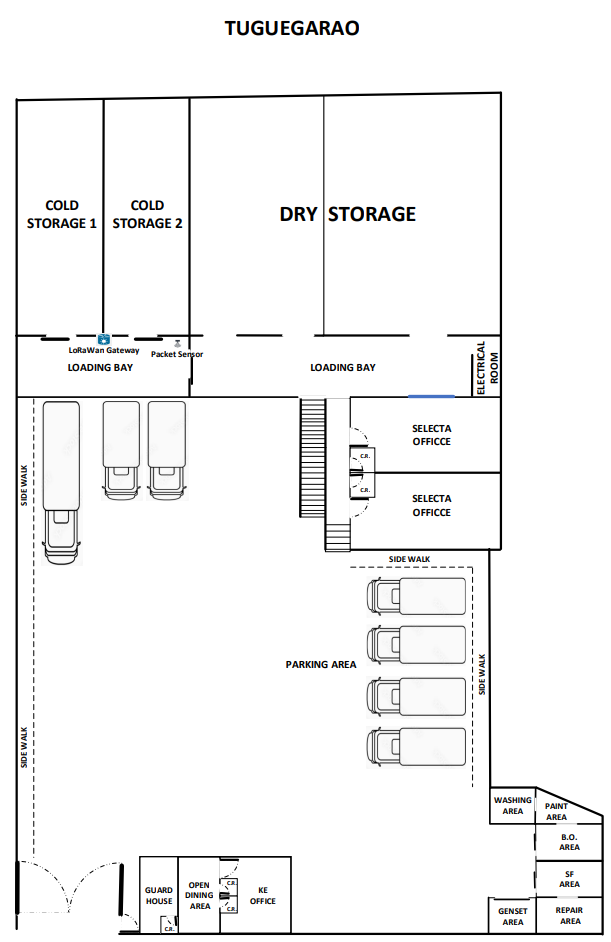 TUGUEGARAO
COLD
STORAGE 1
COLD
STORAGE 2
DRY STORAGE
LoRaWan Gateway
Packet Sensor
LOADING BAY
LOADING BAY
ELECTRICAL
ROOM
SELECTA
OFFICCE
C.R.
C.R.
SELECTA
OFFICCE
SIDE WALK
SIDE WALK
PARKING AREA
SIDE WALK
SIDE WALK
WASHING
AREA
PAINT
AREA
B.O.
AREA
SF
AREA
GENSET
AREA
REPAIR
AREA
GUARD
HOUSE
C.R.
OPEN
DINING
AREA
C.R.
C.R.
KE
OFFICE